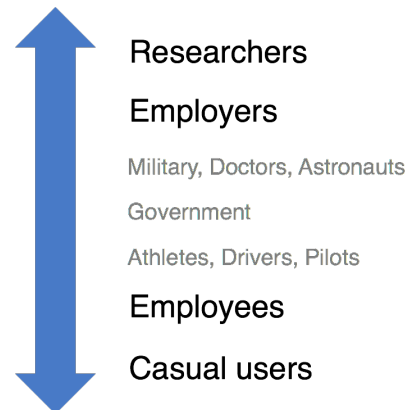 Researchers
Employers
Military, Doctors, Astronauts
Government
Athletes, Drivers, Pilots
Employees
Casual users